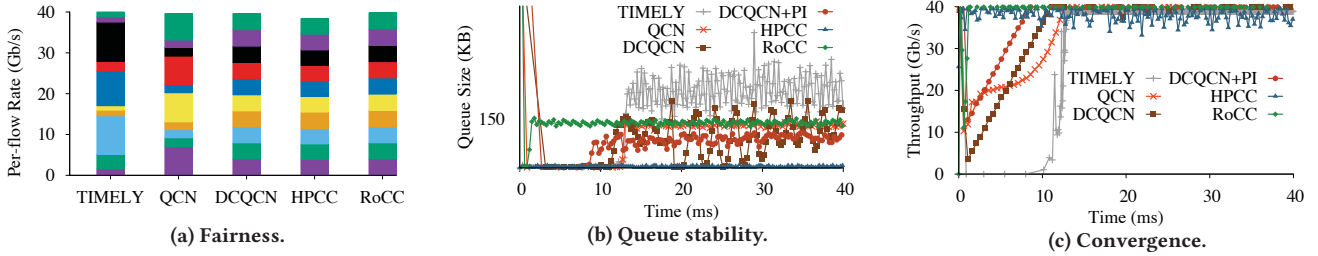 Per-flow Rate (Gb/s)
40
30
20
10
0
TIMELY QCN DCQCN HPCC RoCC
(a) Fairness.
Queue Size (KB)
150
TIMELY DCQCN+PI
QCN HPCC
DCQCN RoCC
0 10 20 30 40
Time (ms)
(b) Queue stability.
Throughput (Gb/s)
40
30
20
10
0
TIMELY DCQCN+PI
QCN HPCC
DCQCN RoCC
0 10 20 30 40
Time (ms)
(c) Convergence.